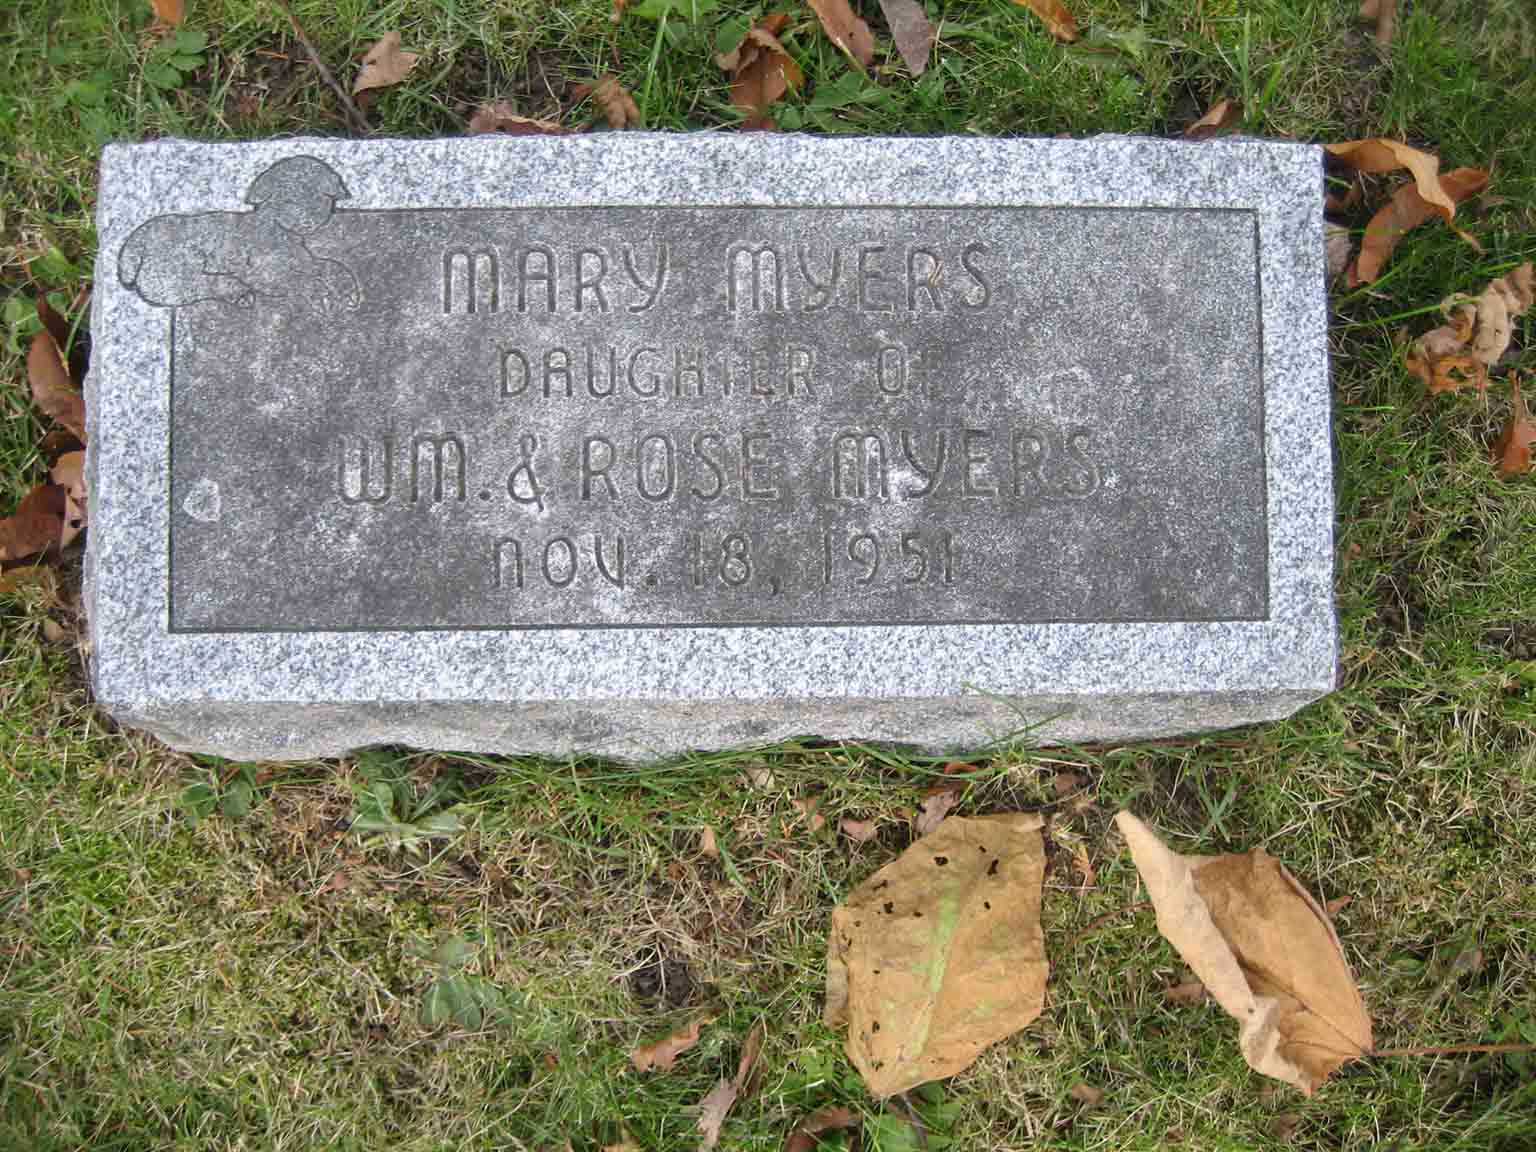 MARY MYERS
DAUGHTER OF
WM. & ROSE MYERS
NOV. 18, 1951